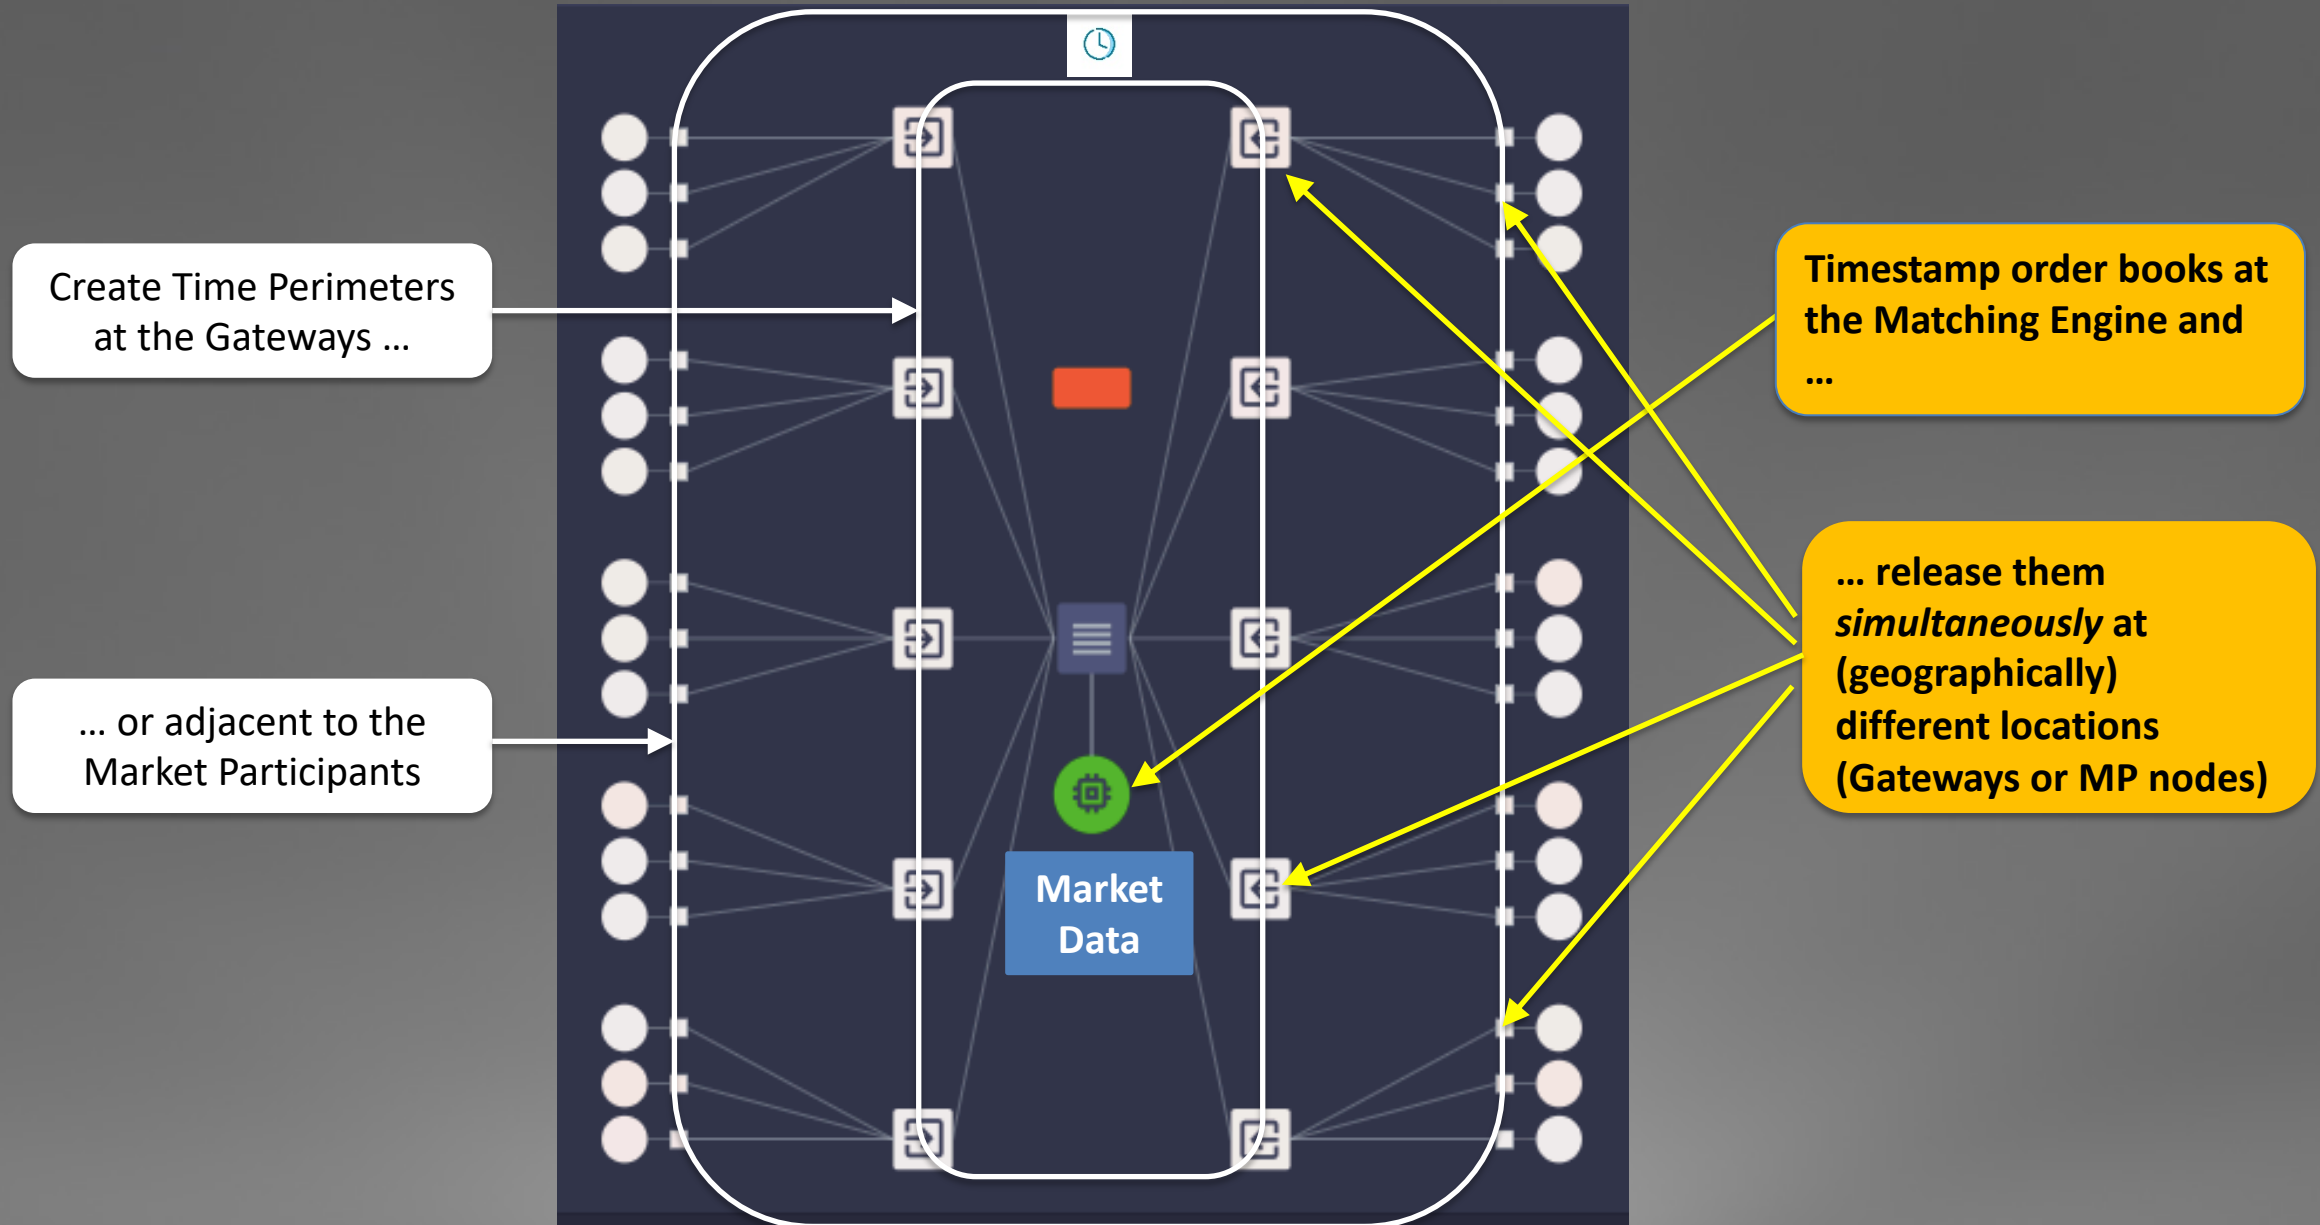 Create Time Perimeters
at the Gateways ...
... or adjacent to the
Market Participants
Market
Data
Timestamp order books at
the Matching Engine and
...
... release them
simultaneously at
(geographically)
different locations
(Gateways or MP nodes)